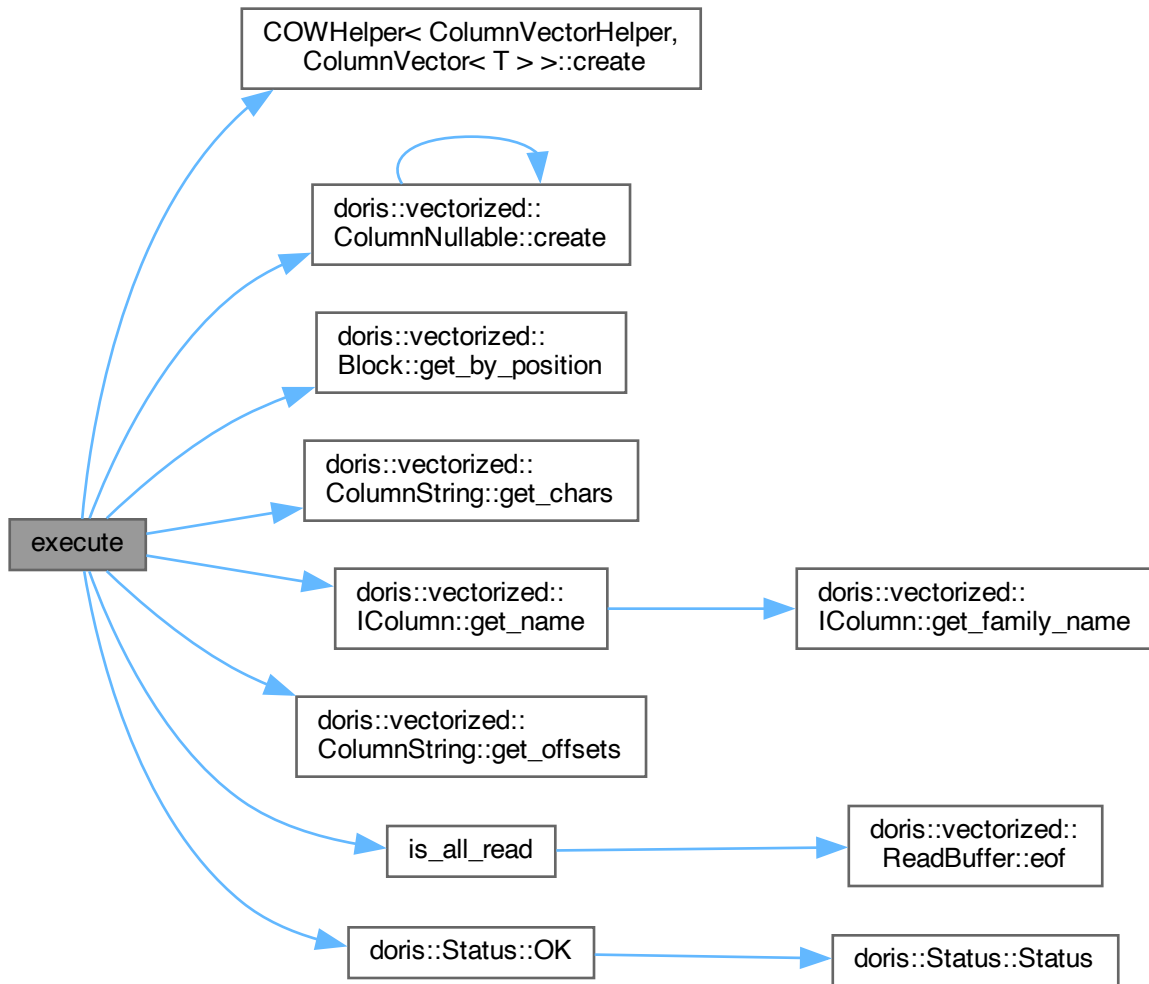 COWHelper< ColumnVectorHelper,
ColumnVector< T > >::create
doris::vectorized::
ColumnNullable::create
doris::vectorized::
Block::get_by_position
doris::vectorized::
ColumnString::get_chars
execute
doris::vectorized::
IColumn::get_name
doris::vectorized::
IColumn::get_family_name
doris::vectorized::
ColumnString::get_offsets
is_all_read
doris::vectorized::
ReadBuffer::eof
doris::Status::OK
doris::Status::Status